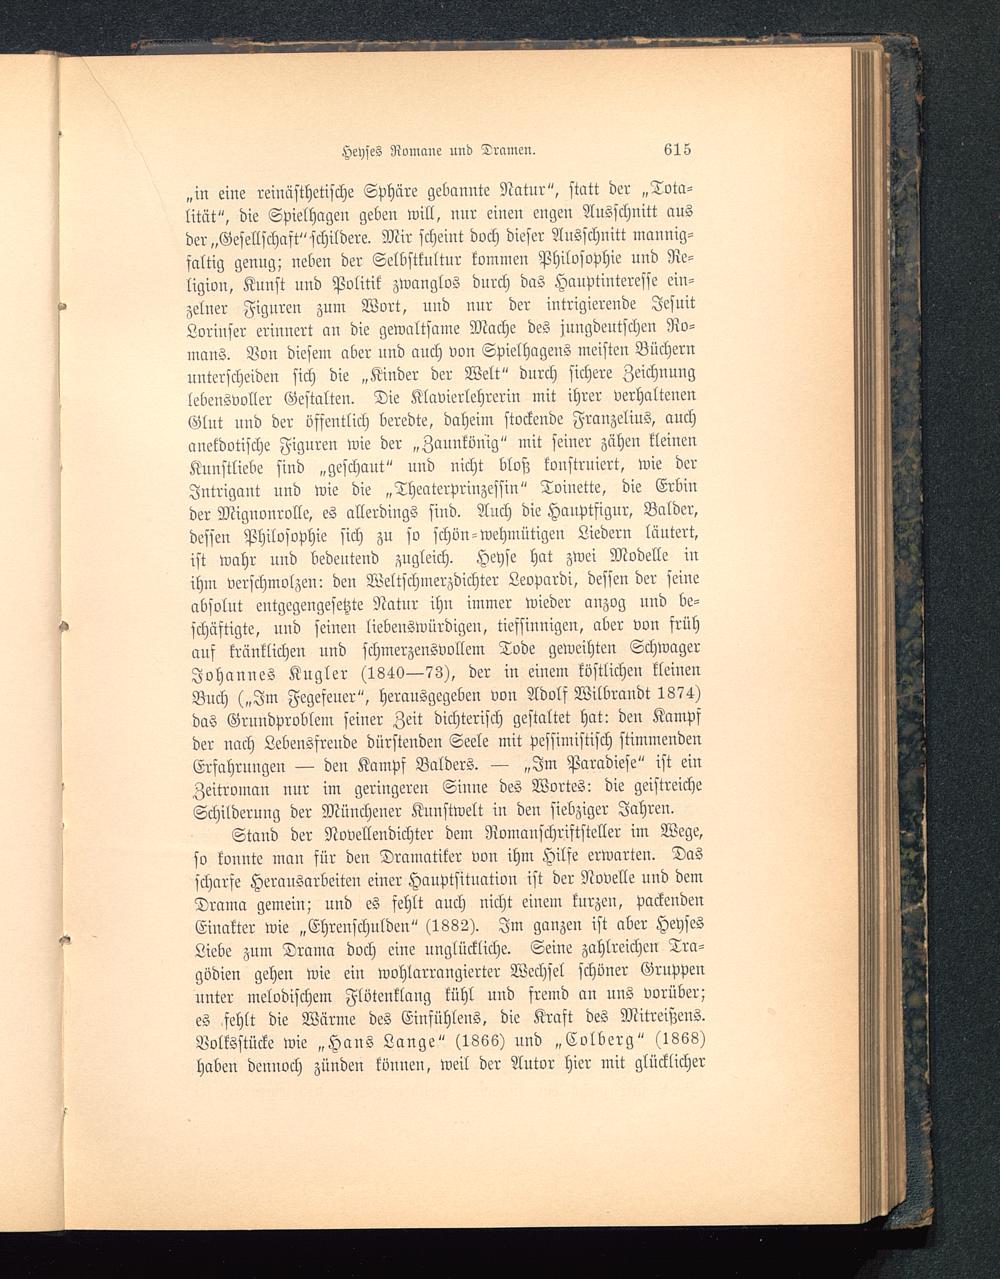 Heyses Romane und Dramen. 615
„in eine reinästhetische Sphäre gebannte Natur“, statt der „Tota-
lität“, die Spielhagen geben will, nur einen engen Ausschnitt aus
der „Gesellschaft“ schildere. Mir scheint doch dieser Ausschnitt mannig-
faltig genug; neben der Selbstkultur kommen Philosophie und Re-
ligion, Kunst und Politik zwanglos durch das Hauptinteresse ein-
zelner Figuren zum Wort, und nur der intrigierende Jesuit
Lorinser erinnert an die gewaltsame Mache des jungdeutschen Ro-
mans. Von diesem aber und auch von Spielhagens meisten Büchern
unterscheiden sich die „Kinder der Welt“ durch sichere Zeichnung
lebensvoller Gestalten. Die Klavierlehrerin mit ihrer verhaltenen
Glut und der öffentlich beredte, daheim stockende Franzelius, auch
anekdotische Figuren wie der „Zaunkönig“ mit seiner zähen kleinen
Kunstliebe sind „geschaut“ und nicht bloß konstruiert, wie der
Intrigant und wie die „Theaterprinzessin“ Toinette, die Erbin
der Mignonrolle, es allerdings sind. Auch die Hauptfigur, Balder,
dessen Philosophie sich zu so schön-wehmütigen Liedern läutert,
ist wahr und bedeutend zugleich. Heyse hat zwei Modelle in
ihm verschmolzen: den Weltschmerzdichter Leopardi, dessen der seine
absolut entgegengesetzte Natur ihn immer wieder anzog und be-
schäftigte, und seinen liebenswürdigen, tiefsinnigen, aber von früh
auf kränklichen und schmerzensvollem Tode geweihten Schwager
Johannes Kugler (1840—73), der in einem köstlichen kleinen
Buch („Im Fegefeuer“, herausgegeben von Adolf Wilbrandt 1874)
das Grundproblem seiner Zeit dichterisch gestaltet hat: den Kampf
der nach Lebensfreude dürstenden Seele mit pessimistisch stimmenden
Erfahrungen — den Kampf Balders. — „Im Paradiese“ ist ein
Zeitroman nur im geringeren Sinne des Wortes: die geistreiche
Schilderung der Münchener Kunstwelt in den siebziger Jahren.
Stand der Novellendichter dem Romanschriftsteller im Wege,
so konnte man für den Dramatiker von ihm Hilfe erwarten. Das
scharfe Herausarbeiten einer Hauptsituation ist der Novelle und dem
Drama gemein; und es fehlt auch nicht einem kurzen, packenden
Einakter wie „Ehrenschulden“ (1882). Im ganzen ist aber Heyses
Liebe zum Drama doch eine unglückliche. Seine zahlreichen Tra-
gödien gehen wie ein wohlarrangierter Wechsel schöner Gruppen
unter melodischem Flötenklang kühl und fremd an uns vorüber;
es fehlt die Wärme des Einfühlens, die Kraft des Mitreißens.
Volksstücke wie „Hans Lange“ (1866) und „Colberg“ (1868)
haben dennoch zünden können, weil der Autor hier mit glücklicher